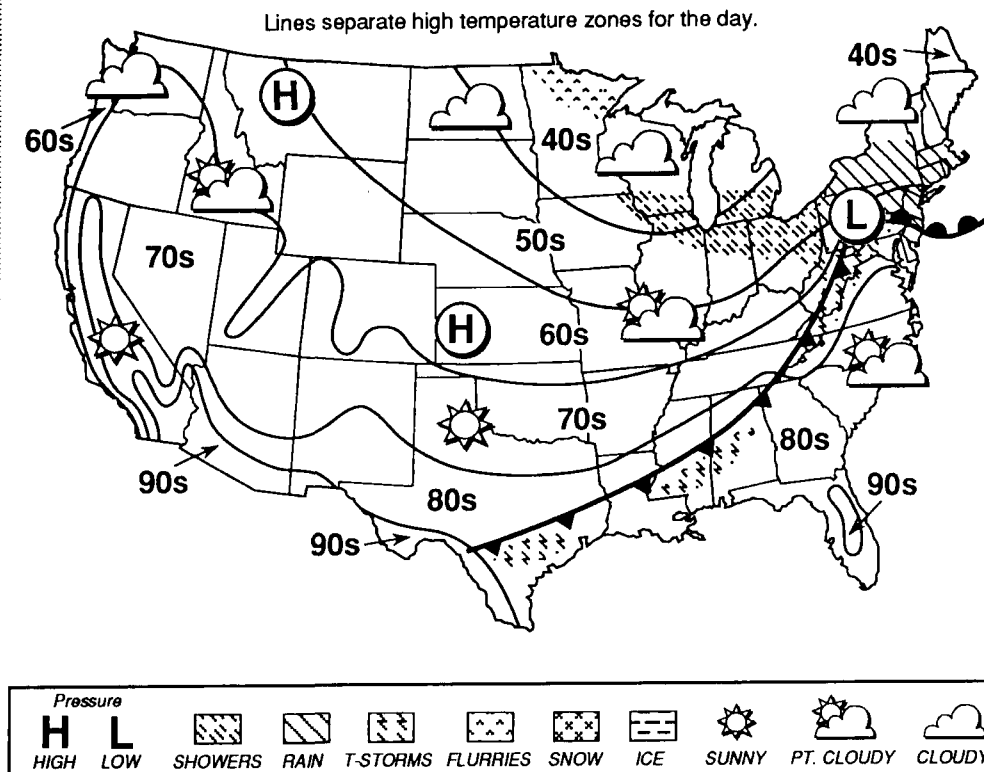 Lines separate high temperature zones for the day.
40s
H
60s
40s
L
70s
50s
H
60s
70s
80s
90s
80s
90s
90s
Pressure
H L
HIGH LOW SHOWERS RAIN T-STORMS FLURRIES SNOW ICE SUNNY PT. CLOUDY CLOUDY